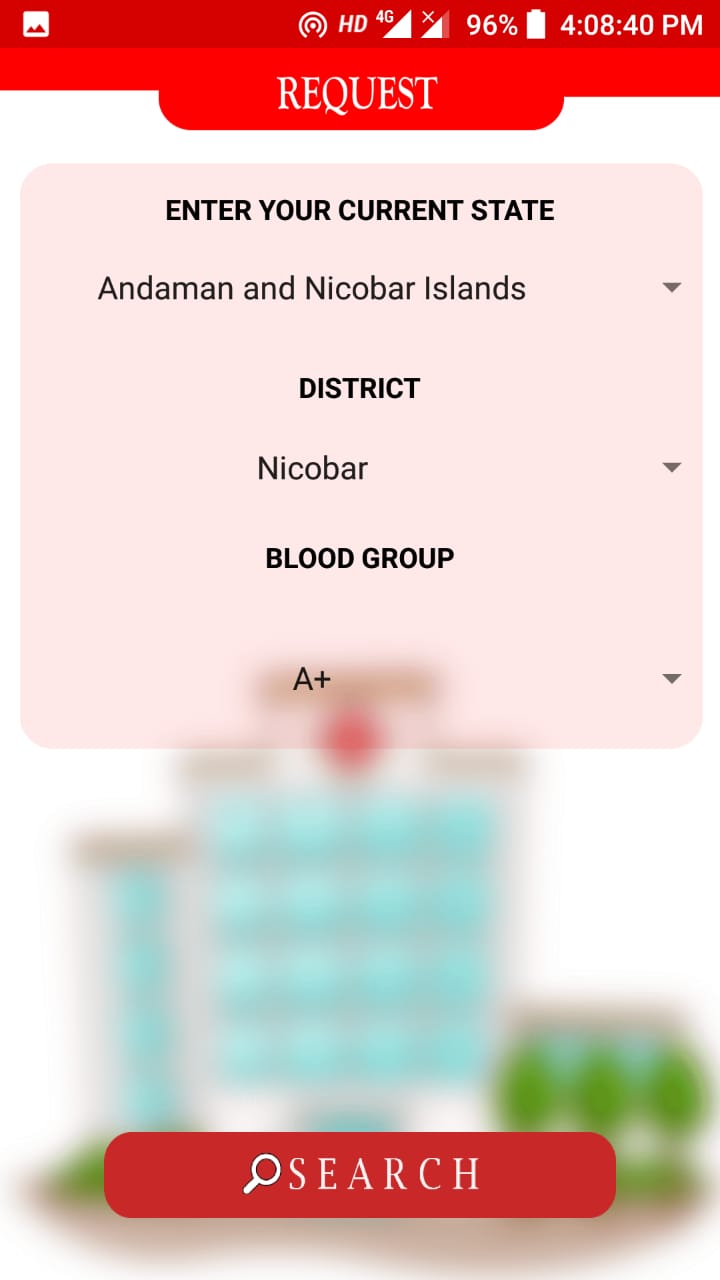 HD 4G 96% 4:08:40 PM
REQUEST
ENTER YOUR CURRENT STATE
Andaman and Nicobar Islands
DISTRICT
Nicobar
BLOOD GROUP
A+
SEARCH